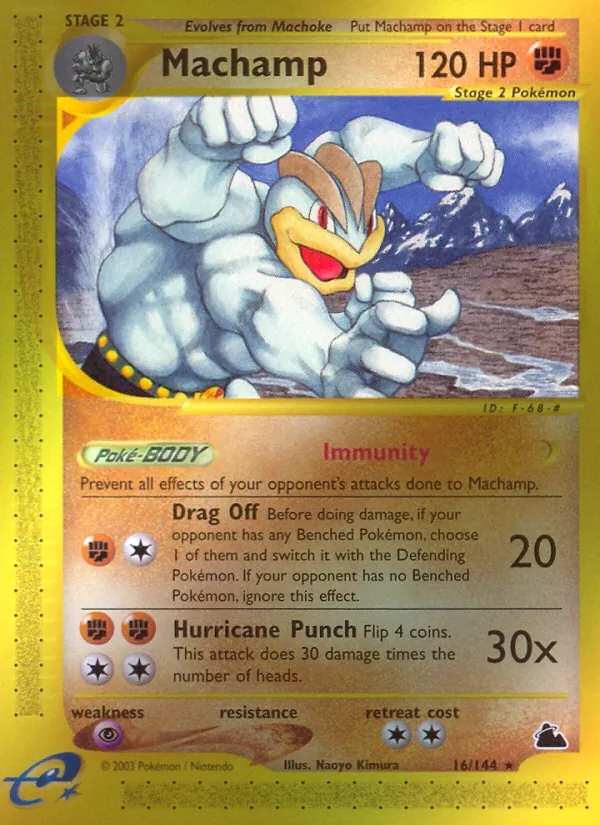 STAGE 2 Evolves from Machoke Put Machamp on the Stage 1 card
Machamp 120 HP
Stage 2 Pokémon
ID: F-68-#
Poké-BODY Immunity
Prevent all effects of your opponent's attacks done to Machamp.
Drag Off Before doing damage, if your
opponent has any Benched Pokémon, choose
1 of them and switch it with the Defending
Pokémon. If your opponent has no Benched
Pokémon, ignore this effect.
20
Hurricane Punch Flip 4 coins.
This attack does 30 damage times the
number of heads.
30x
weakness resistance retreat cost
© 2003 Pokémon / Nintendo Illus. Naoyo Kimura 16/144 ★
e